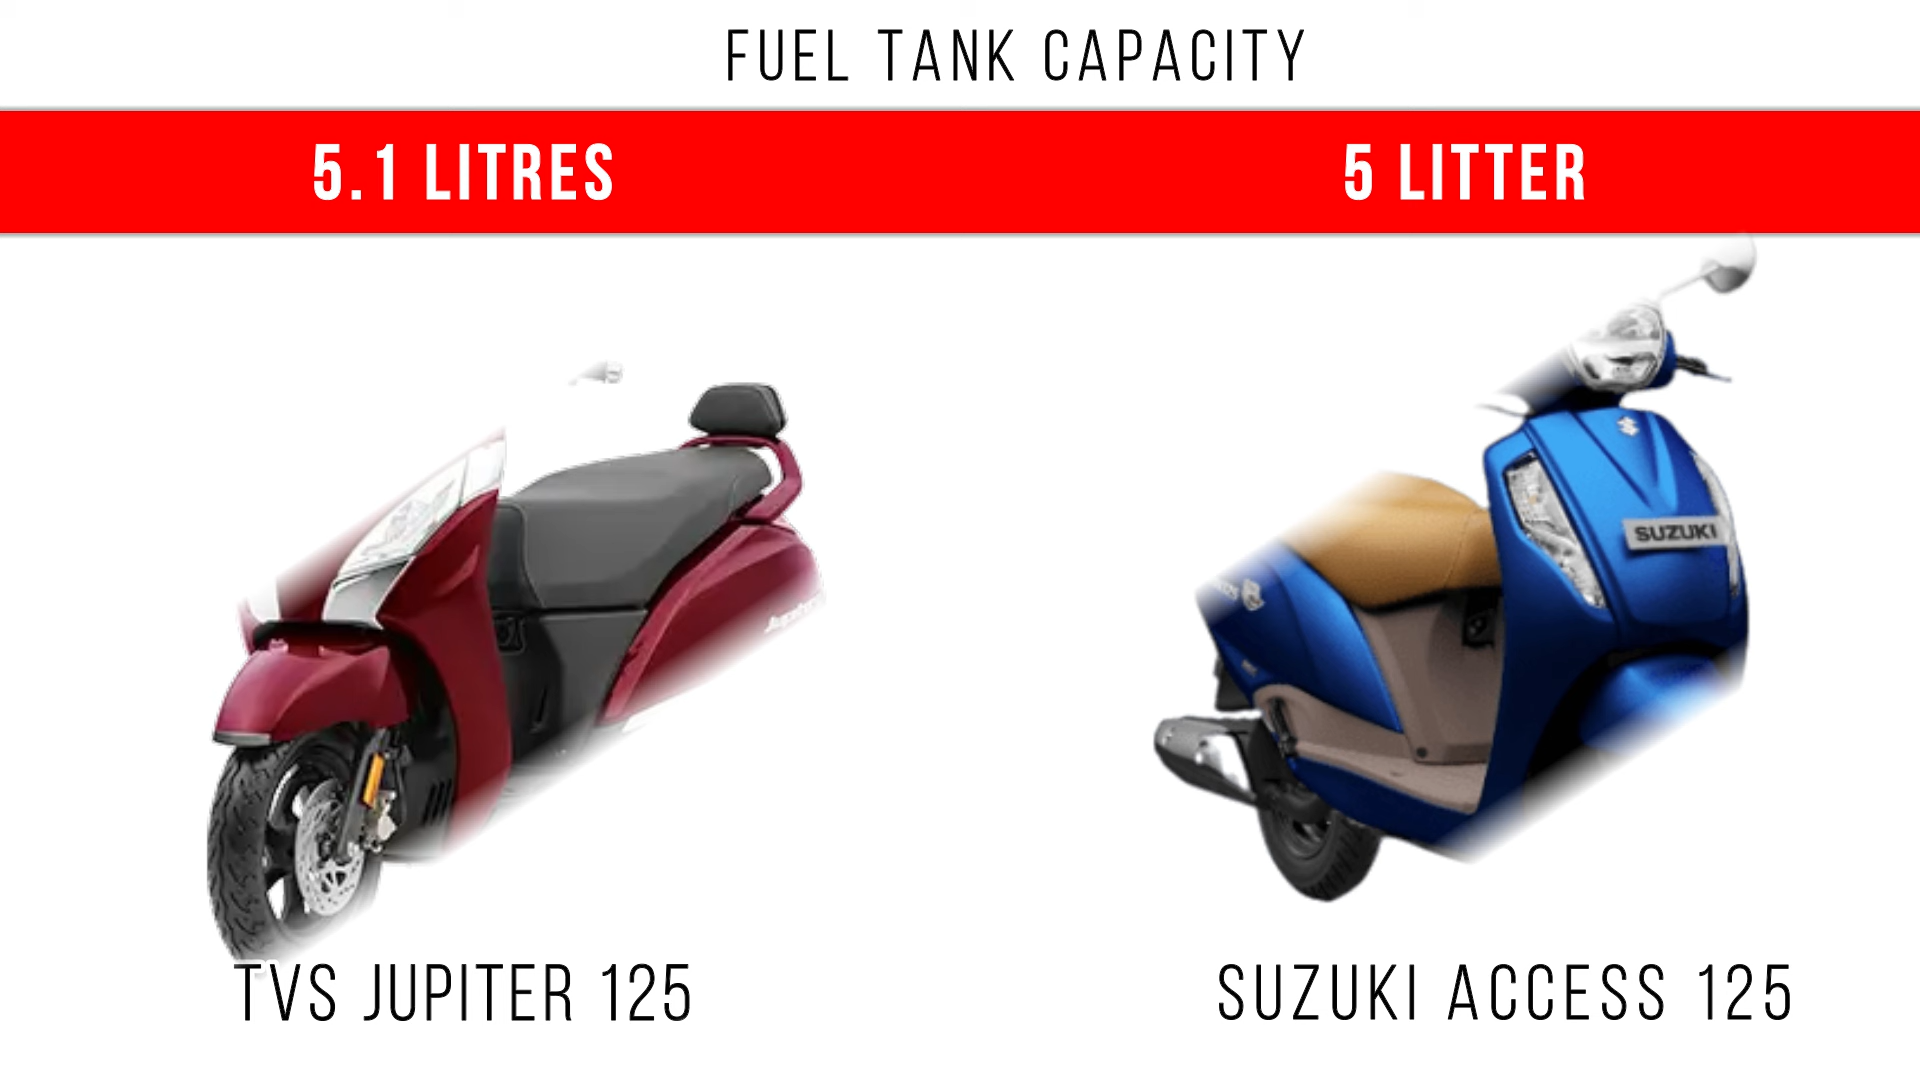 FUEL TANK CAPACITY
5.1 LITRES
5 LITTER
SUZUKI
TVS JUPITER 125
SUZUKI ACCESS 125